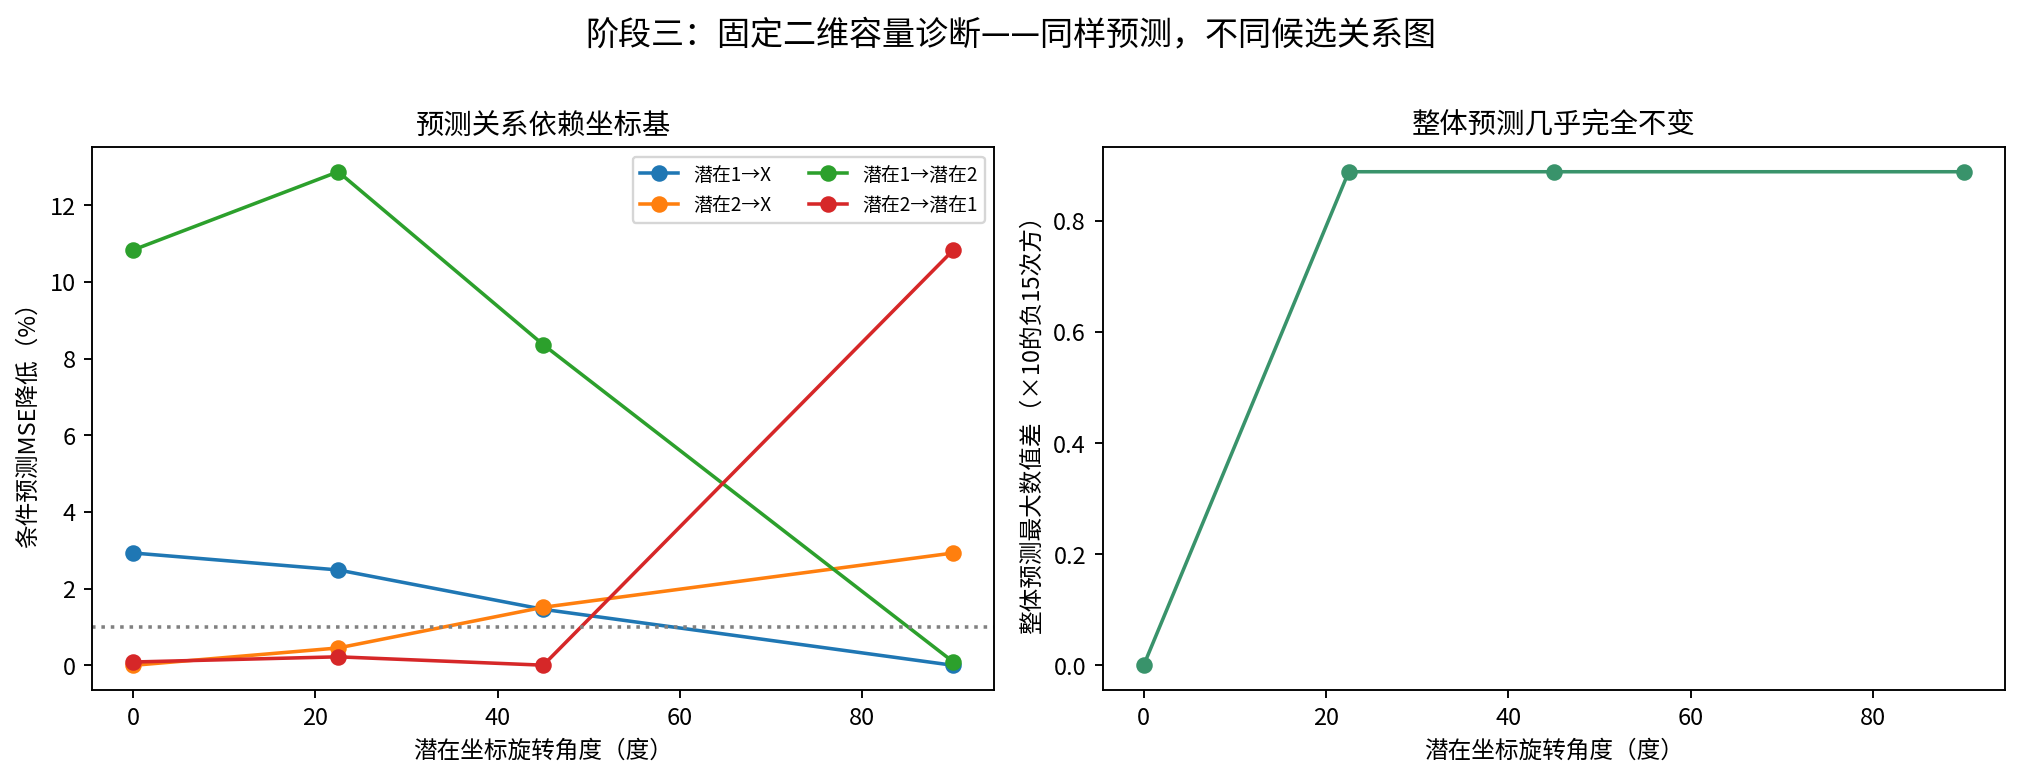 阶段三：固定二维容量诊断——同样预测，不同候选关系图
预测关系依赖坐标基
条件预测MSE降低（%）
12
10
8
6
4
2
0
潜在1→X
潜在2→X
潜在1→潜在2
潜在2→潜在1
0 20 40 60 80
潜在坐标旋转角度（度）
整体预测几乎完全不变
整体预测最大数值差（×10的负15次方）
0.8
0.6
0.4
0.2
0.0
0 20 40 60 80
潜在坐标旋转角度（度）